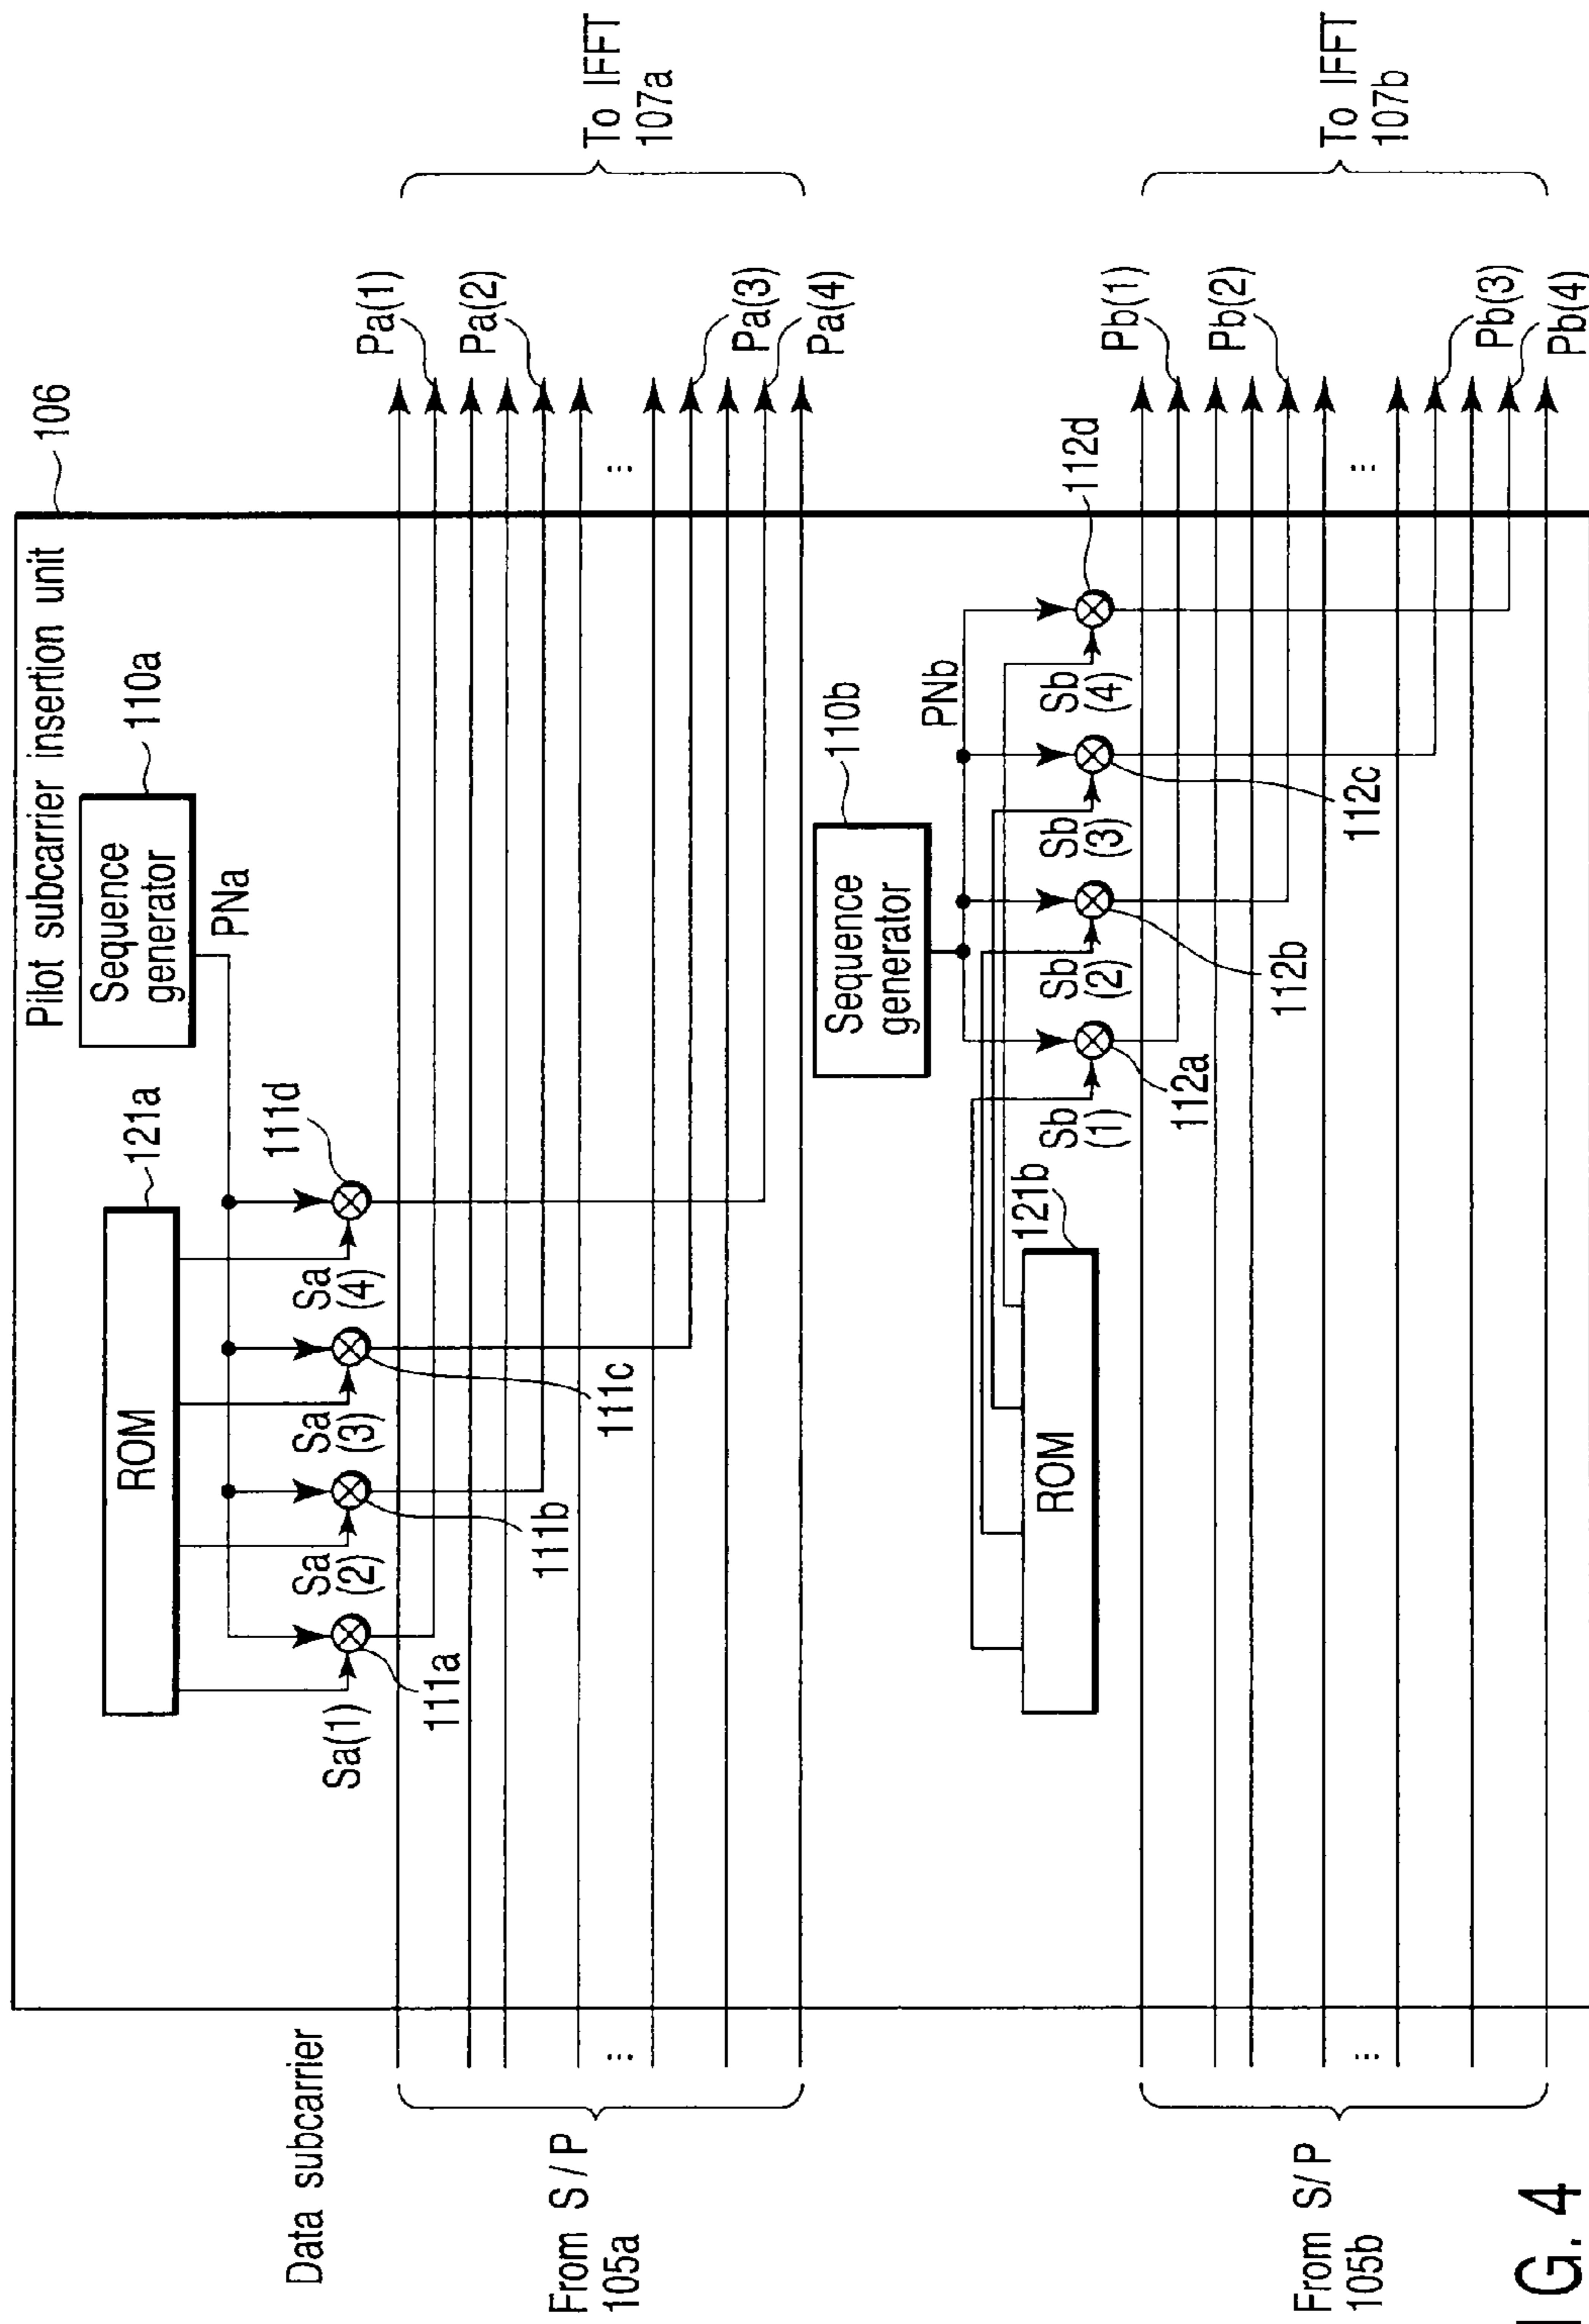 Pilot subcarrier insertion unit
106
Sequence
generator
110a
PNa
ROM
121a
111d
Sa(1)
Sa
(2)
Sa
(3)
Sa
(4)
111a
111b
111c
Data subcarrier
From S/P
105a
...
...
Pa(1)
Pa(2)
Pa(3)
Pa(4)
To IFFT
107a
Sequence
generator
110b
PNb
112d
ROM
121b
Sb
(1)
Sb
(2)
Sb
(3)
Sb
(4)
112a
112b
112c
From S/P
105b
...
...
Pb(1)
Pb(2)
Pb(3)
Pb(4)
To IFFT
107b
IG. 4